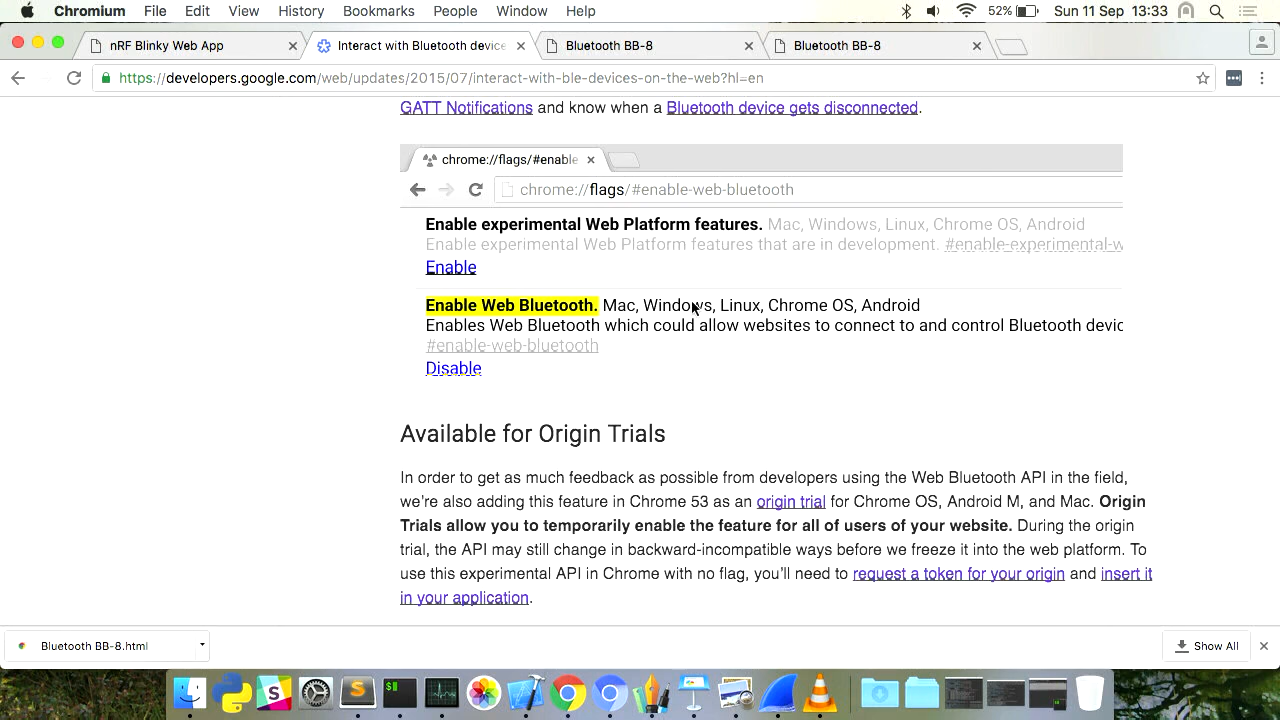 Chromium File Edit View History Bookmarks People Window Help 52% Sun 11 Sep 13:33
nRF Blinky Web App
Interact with Bluetooth device
Bluetooth BB-8
Bluetooth BB-8
https://developers.google.com/web/updates/2015/07/interact-with-ble-devices-on-the-web?hl=en
GATT Notifications and know when a Bluetooth device gets disconnected.
chrome://flags/#enable
chrome://flags/#enable-web-bluetooth
Enable experimental Web Platform features. Mac, Windows, Linux, Chrome OS, Android
Enable experimental Web Platform features that are in development. #enable-experimental-w
Enable
Enable Web Bluetooth. Mac, Windows, Linux, Chrome OS, Android
Enables Web Bluetooth which could allow websites to connect to and control Bluetooth devic
#enable-web-bluetooth
Disable
Available for Origin Trials
In order to get as much feedback as possible from developers using the Web Bluetooth API in the field,
we're also adding this feature in Chrome 53 as an origin trial for Chrome OS, Android M, and Mac. Origin
Trials allow you to temporarily enable the feature for all of users of your website. During the origin
trial, the API may still change in backward-incompatible ways before we freeze it into the web platform. To
use this experimental API in Chrome with no flag, you'll need to request a token for your origin and insert it
in your application.
Bluetooth BB-8.html
Show All